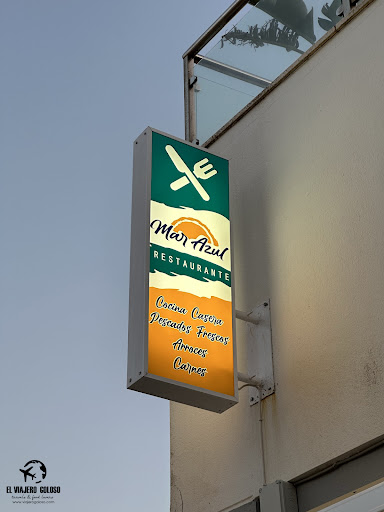 Mar Azul
RESTAURANTE
Cocina Casera
Pescados Frescos
Arroces
Carnes
EL VIAJERO GOLOSO